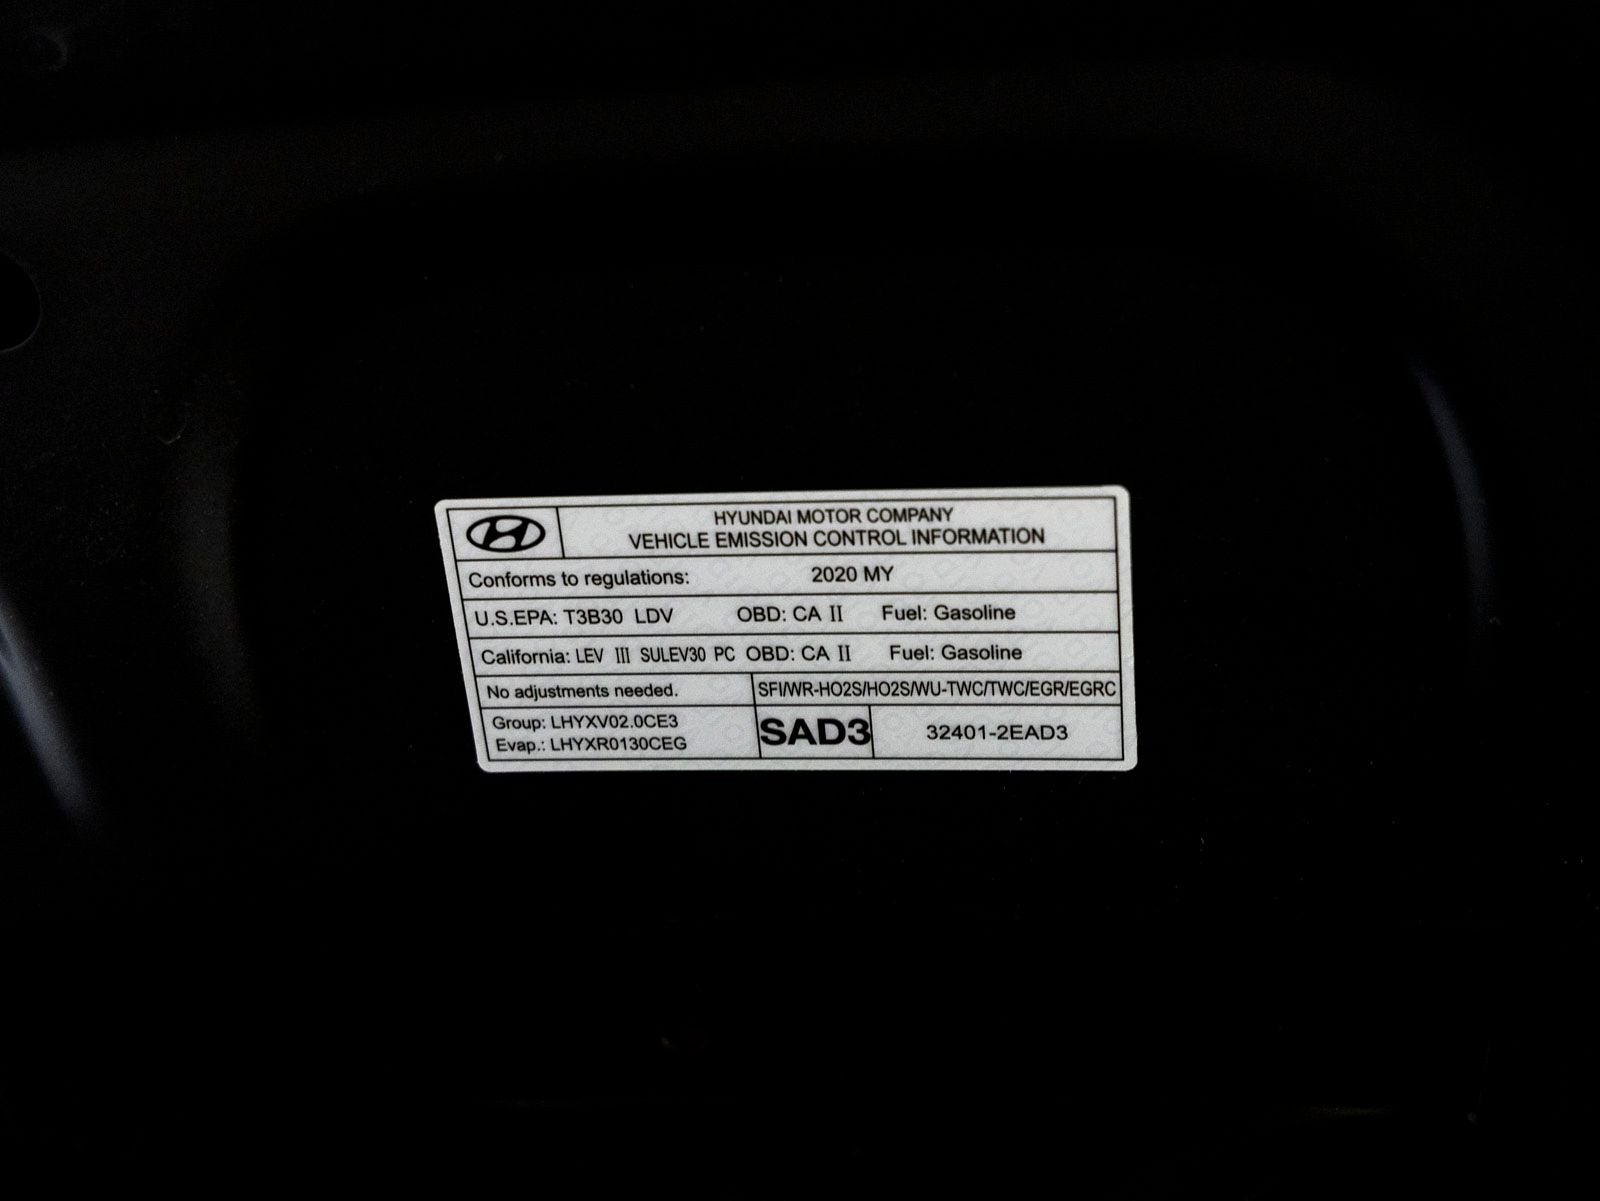 HYUNDAI MOTOR COMPANY
VEHICLE EMISSION CONTROL INFORMATION
Conforms to regulations: 2020 MY
U.S.EPA: T3B30 LDV OBD: CA II Fuel: Gasoline
California: LEV III SULEV30 PC OBD: CA II Fuel: Gasoline
No adjustments needed. SFI/WR-HO2S/HO2S/WU-TWC/TWC/EGR/EGRC
Group: LHYXV02.0CE3
Evap.: LHYXR0130CEG
SAD3
32401-2EAD3